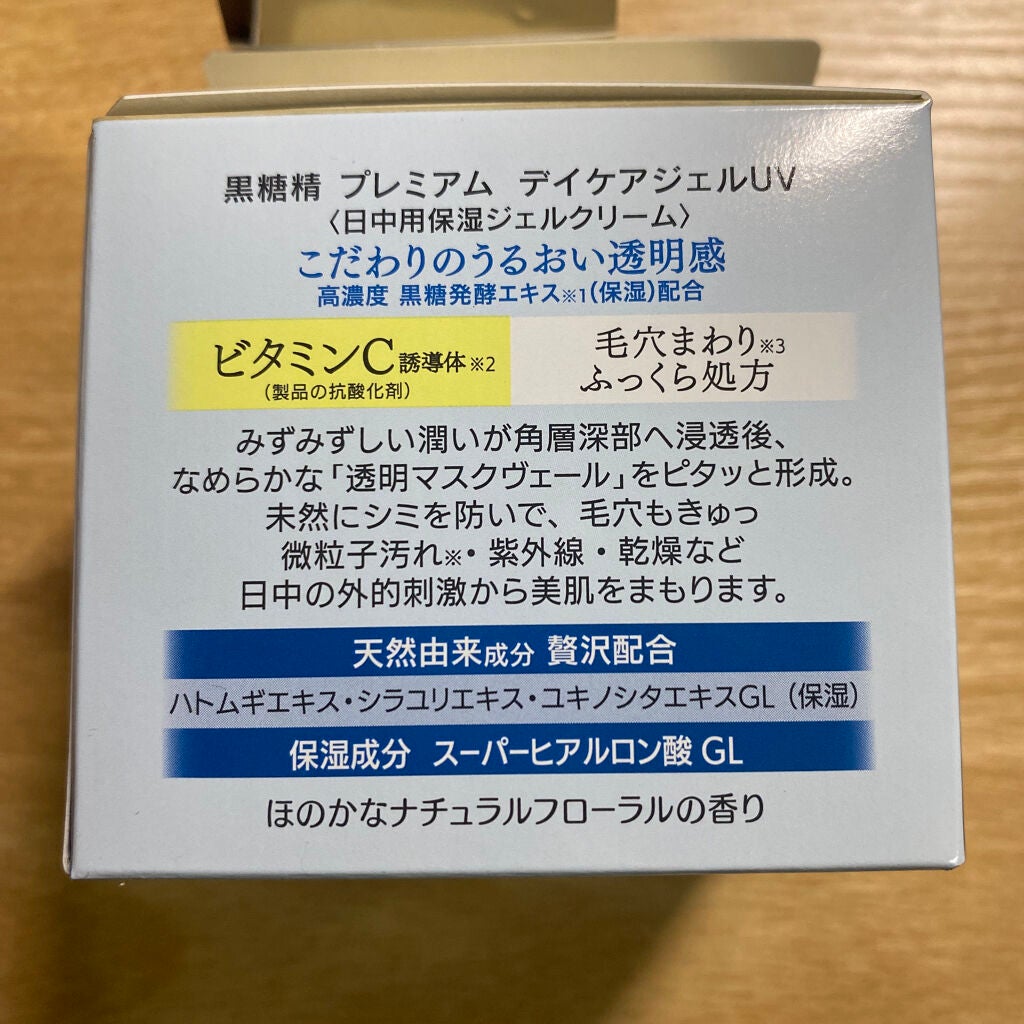 黒糖精 プレミアム デイケアジェルUV
〈日中用保湿ジェルクリーム〉
こだわりのうるおい透明感
高濃度 黒糖発酵エキス※1(保湿)配合
ビタミンC誘導体※2
(製品の抗酸化剤)
毛穴まわり※3
ふっくら処方
みずみずしい潤いが角層深部へ浸透後、
なめらかな「透明マスクヴェール」をピタッと形成。
未然にシミを防いで、毛穴もきゅっ
微粒子汚れ※・紫外線・乾燥など
日中の外的刺激から美肌をまもります。
天然由来成分 贅沢配合
ハトムギエキス・シラユリエキス・ユキノシタエキスGL(保湿)
保湿成分 スーパーヒアルロン酸 GL
ほのかなナチュラルフローラルの香り